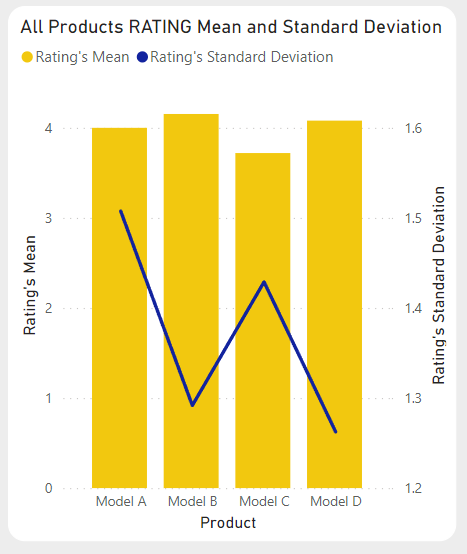 All Products RATING Mean and Standard Deviation
Rating's Mean Rating's Standard Deviation
Rating's Mean
4
3
2
1
0
1.6
1.5
1.4
1.3
1.2
Rating's Standard Deviation
Model A Model B Model C Model D
Product